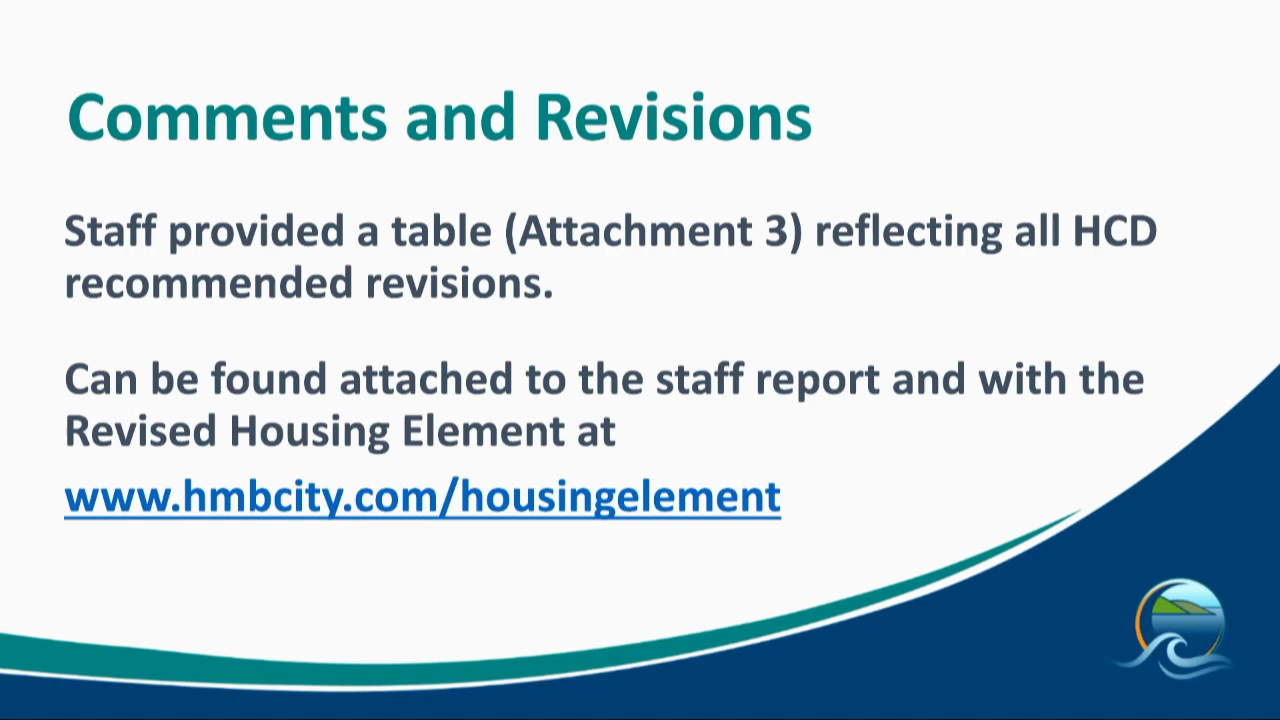 Comments and Revisions
Staff provided a table (Attachment 3) reflecting all HCD
recommended revisions.
Can be found attached to the staff report and with the
Revised Housing Element at
www.hmbcity.com/housingelement